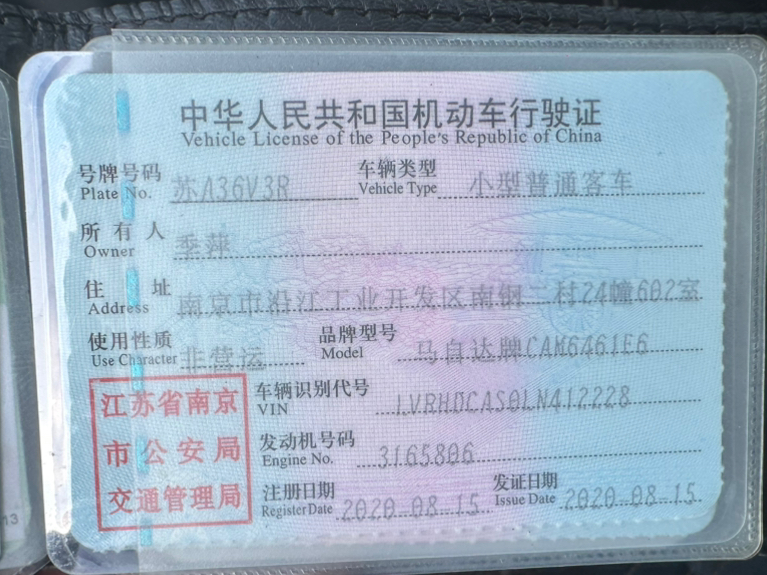 中华人民共和国机动车行驶证
Vehicle License of the People's Republic of China
号牌号码 苏A36V3R 车辆类型 小型普通客车
Plate No. Vehicle Type
所有人 季萍
Owner
住址 南京市沿江工业开发区南钢二村24幢602室
Address
使用性质 非营运 品牌型号 马自达牌CAM6461E6
Use Character Model
江苏省南京
市公安局
交通管理局
车辆识别代号 LVRHDCAS0LN412228
VIN
发动机号码 3165806
Engine No.
注册日期 2020-08-15 发证日期 2020-08-15
Register Date Issue Date
13